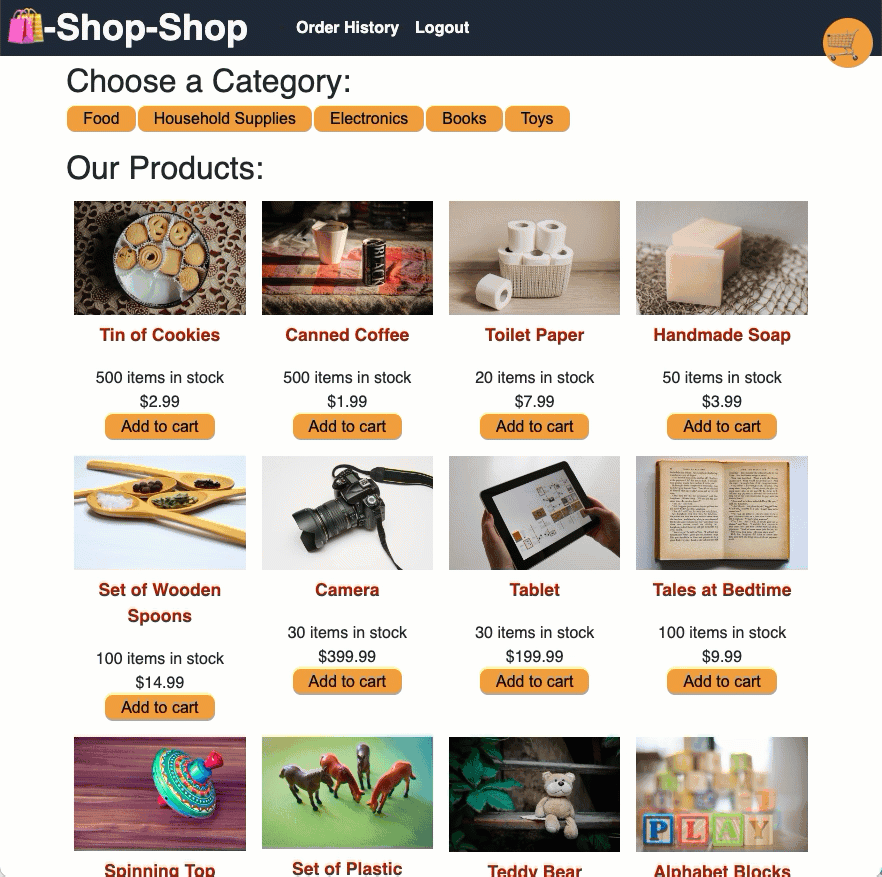 -Shop-Shop
Order History Logout
Choose a Category:
Food Household Supplies Electronics Books Toys
Our Products:
BLACK
Tin of Cookies
500 items in stock
$2.99
Add to cart
Canned Coffee
500 items in stock
$1.99
Add to cart
Toilet Paper
20 items in stock
$7.99
Add to cart
Handmade Soap
50 items in stock
$3.99
Add to cart
Set of Wooden
Spoons
100 items in stock
$14.99
Add to cart
Camera
30 items in stock
$399.99
Add to cart
Tablet
30 items in stock
$199.99
Add to cart
Tales at Bedtime
100 items in stock
$9.99
Add to cart
Spinning Top
Set of Plastic
Teddy Bear
PLAY
Alphabet Blocks